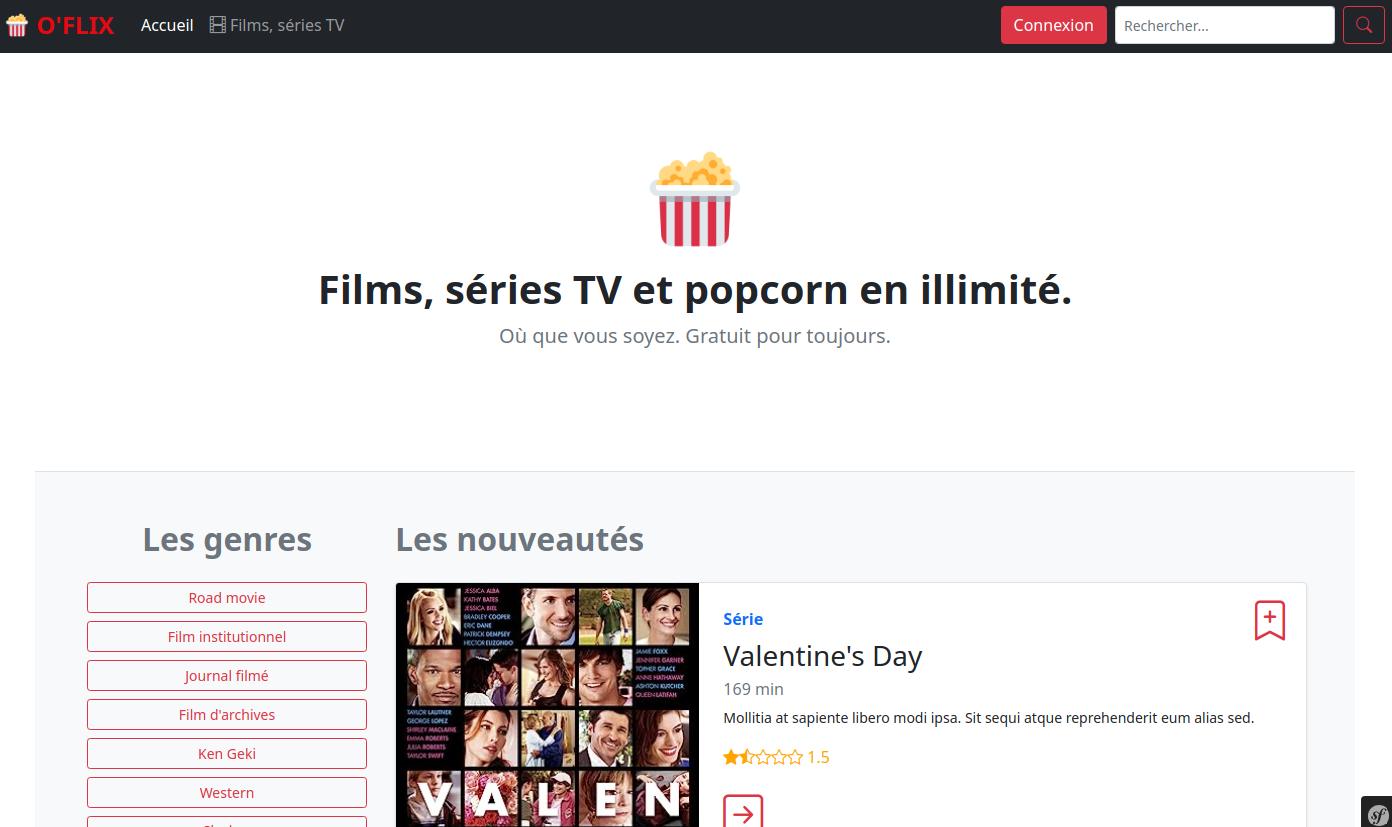 O'FLIX Accueil Films, séries TV Connexion Rechercher...
Films, séries TV et popcorn en illimité.
Où que vous soyez. Gratuit pour toujours.
Les genres
Road movie
Film institutionnel
Journal filmé
Film d'archives
Ken Geki
Western
Les nouveautés
JESSICA ALBA
KATHY BATES
JESSICA BIEL
BRADLEY COOPER
ERIC DANE
PATRICK DEMPSEY
HECTOR ELIZONDO
JAMIE FOXX
JENNIFER GARNER
TOPHER GRACE
ANNE HATHAWAY
ASHTON KUTCHER
QUEEN LATIFAH
TAYLOR LAUTNER
GEORGE LOPEZ
SHIRLEY MACLAINE
EMMA ROBERTS
JULIA ROBERTS
TAYLOR SWIFT
VALEN
Série
Valentine's Day
169 min
Mollitia at sapiente libero modi ipsa. Sit sequi atque reprehenderit eum alias sed.
1.5
sf